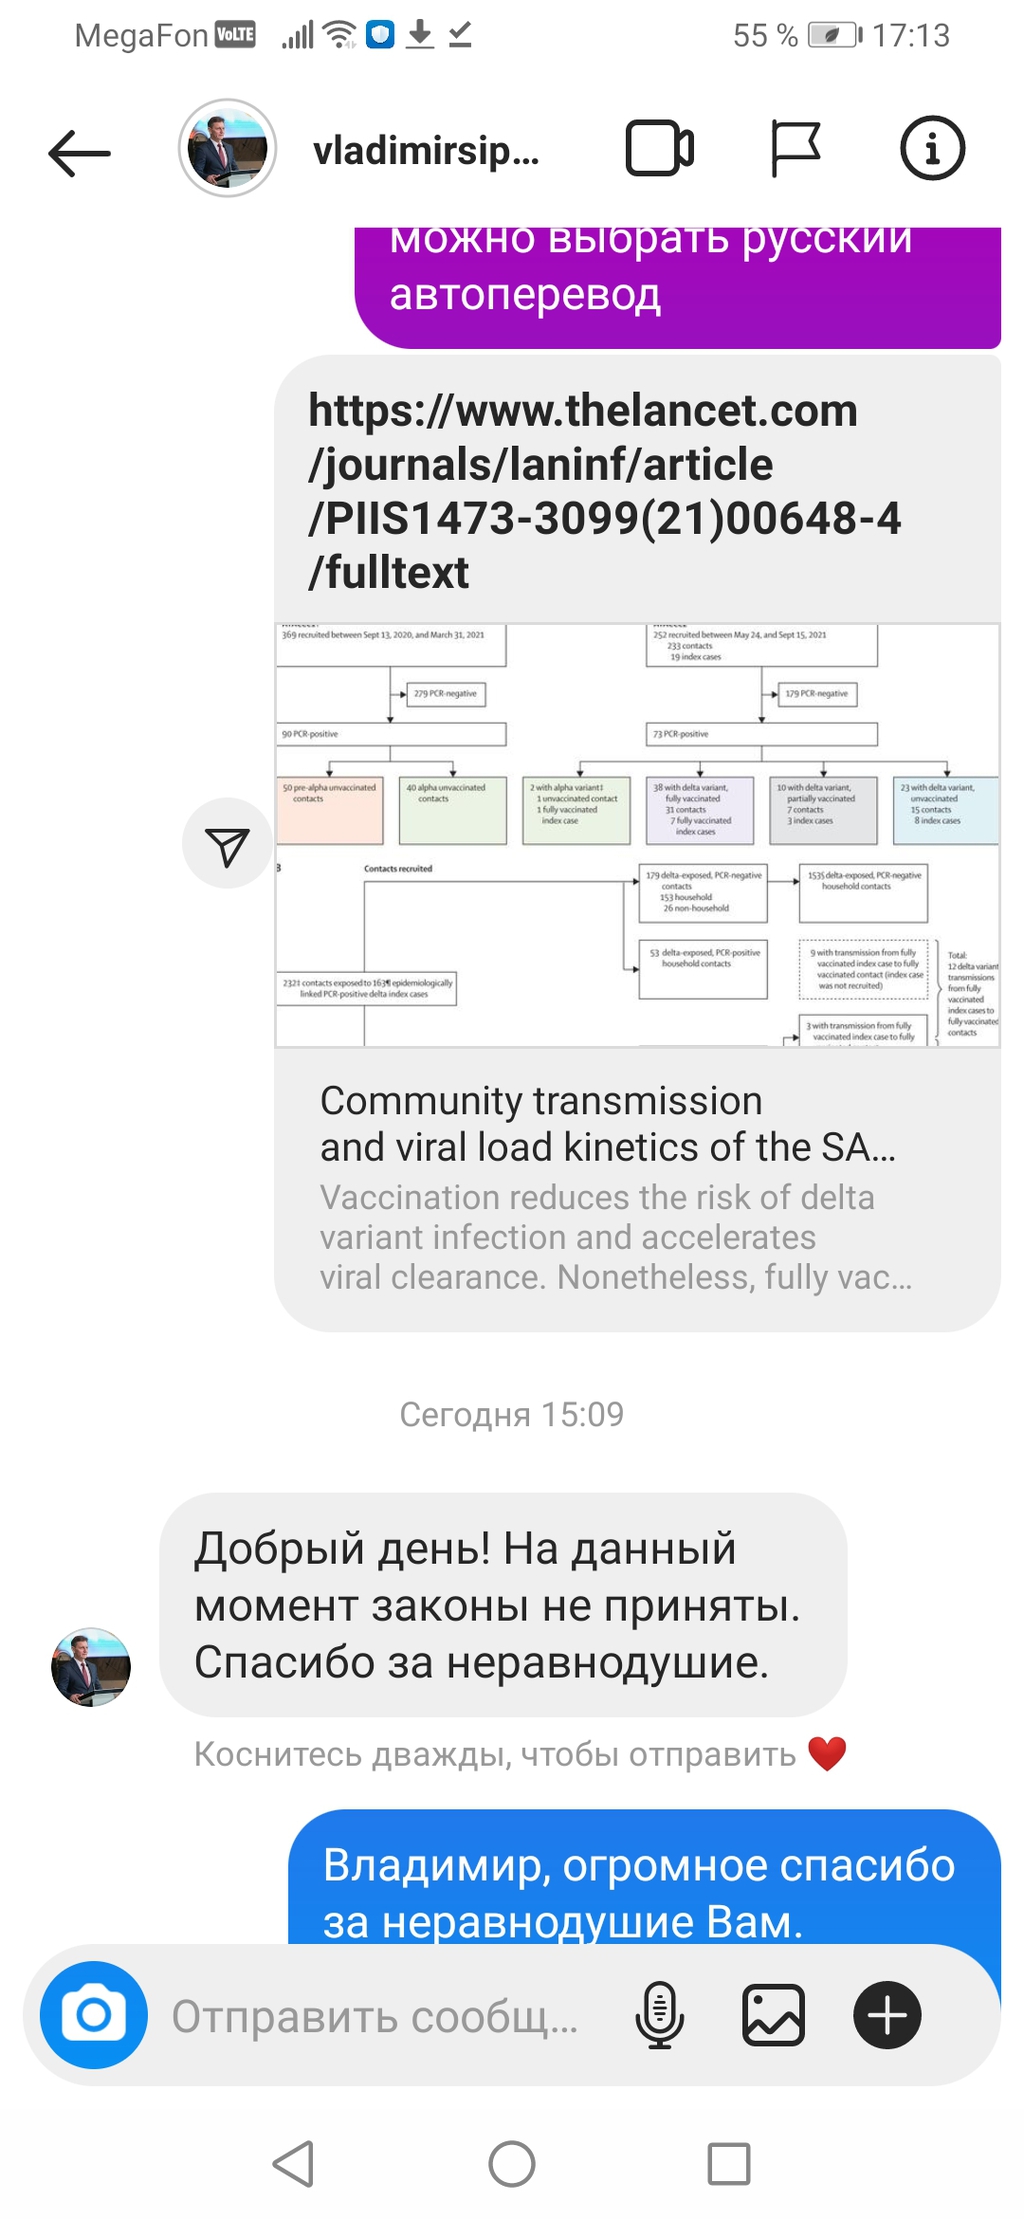 MegaFon VoLTE 55 % 17:13
vladimirsip...
можно выбрать русский
автоперевод
https://www.thelancet.com
/journals/laninf/article
/PIIS1473-3099(21)00648-4
/fulltext
369 recruited between Sept 13, 2020, and March 31, 2021
252 recruited between May 24, and Sept 15, 2021
233 contacts
19 index cases
279 PCR-negative
179 PCR-negative
90 PCR-positive
73 PCR-positive
50 pre-alpha unvaccinated
contacts
40 alpha unvaccinated
contacts
2 with alpha variant‡
1 unvaccinated contact
1 fully vaccinated
index case
38 with delta variant,
fully vaccinated
31 contacts
7 fully vaccinated
index cases
10 with delta variant,
partially vaccinated
7 contacts
3 index cases
23 with delta variant,
unvaccinated
15 contacts
8 index cases
Contacts recruited
179 delta-exposed, PCR-negative
contacts
153 household
26 non-household
153§ delta-exposed, PCR-negative
household contacts
53 delta-exposed, PCR-positive
household contacts
9 with transmission from fully
vaccinated index case to fully
vaccinated contact (index case
was not recruited)
Total:
12 delta variant
transmissions
from fully
vaccinated
index cases to
fully vaccinated
contacts
2321 contacts exposed to 163¶ epidemiologically
linked PCR-positive delta index cases
3 with transmission from fully
vaccinated index case to fully
Community transmission
and viral load kinetics of the SA...
Vaccination reduces the risk of delta
variant infection and accelerates
viral clearance. Nonetheless, fully vac...
Сегодня 15:09
Добрый день! На данный
момент законы не приняты.
Спасибо за неравнодушие.
Коснитесь дважды, чтобы отправить ❤
Владимир, огромное спасибо
за неравнодушие Вам.
Отправить сообщ...